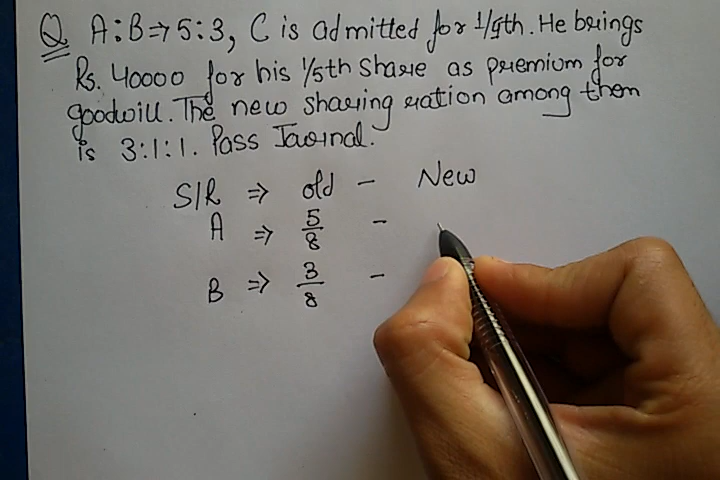 Q A:B⇒5:3, C is admitted for 1/5th. He brings
Rs. 40000 for his 1/5th Share as premium for
goodwill. The new sharing ration among them
is 3:1:1. Pass Journal.
S/R ⇒ old - New
A ⇒ 5/8 -
B ⇒ 3/8 -